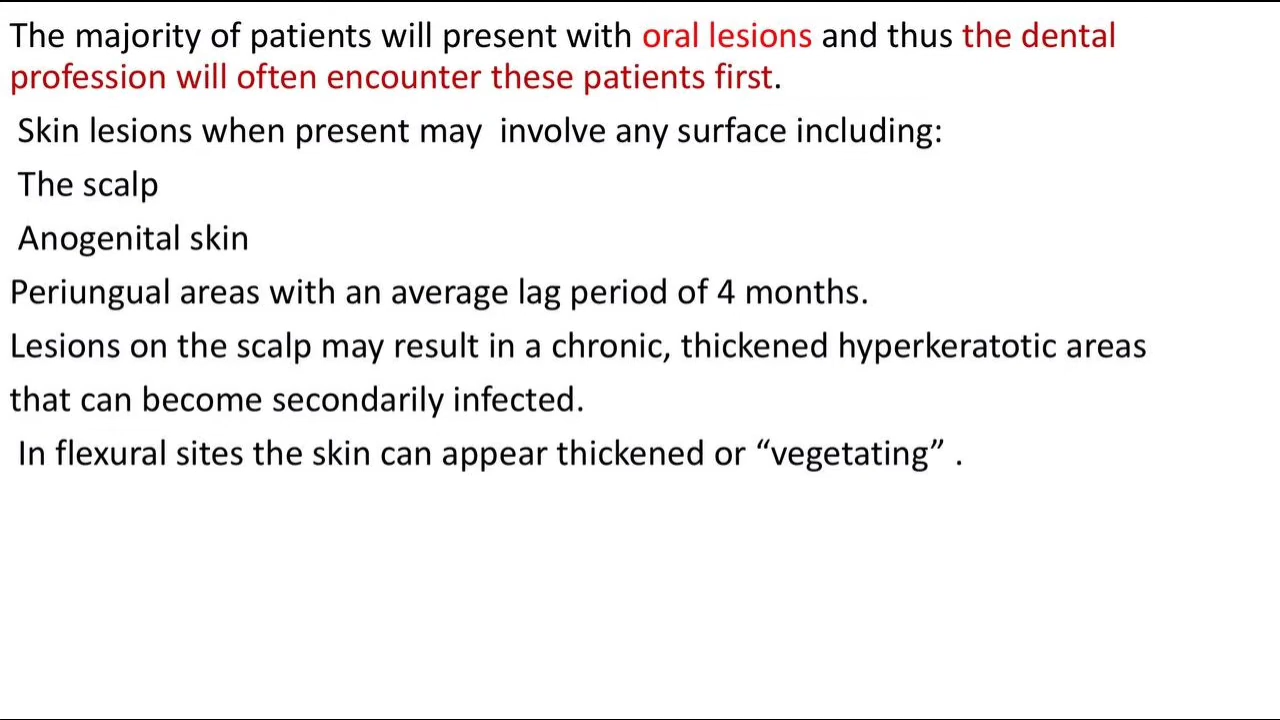 The majority of patients will present with oral lesions and thus the dental
profession will often encounter these patients first.
Skin lesions when present may  involve any surface including:
The scalp
Anogenital skin
Periungual areas with an average lag period of 4 months.
Lesions on the scalp may result in a chronic, thickened hyperkeratotic areas
that can become secondarily infected.
In flexural sites the skin can appear thickened or “vegetating” .